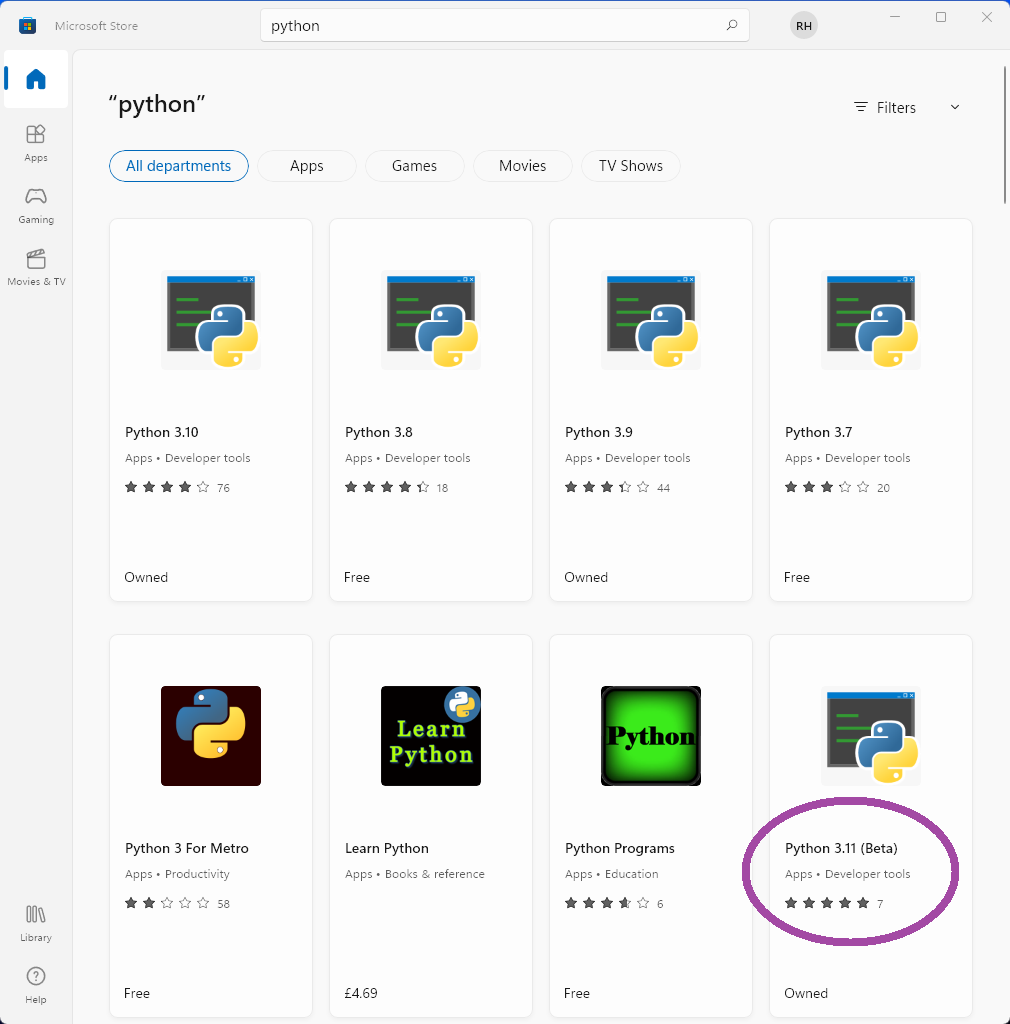 Microsoft Store
python
RH
Apps
Gaming
Movies & TV
Library
Help
“python”
Filters
All departments
Apps
Games
Movies
TV Shows
Python 3.10
Apps • Developer tools
76
Owned
Python 3.8
Apps • Developer tools
18
Free
Python 3.9
Apps • Developer tools
44
Owned
Python 3.7
Apps • Developer tools
20
Free
Python 3 For Metro
Apps • Productivity
58
Free
Learn
Python
Learn Python
Apps • Books & reference
£4.69
Python
Python Programs
Apps • Education
6
Free
Python 3.11 (Beta)
Apps • Developer tools
7
Owned